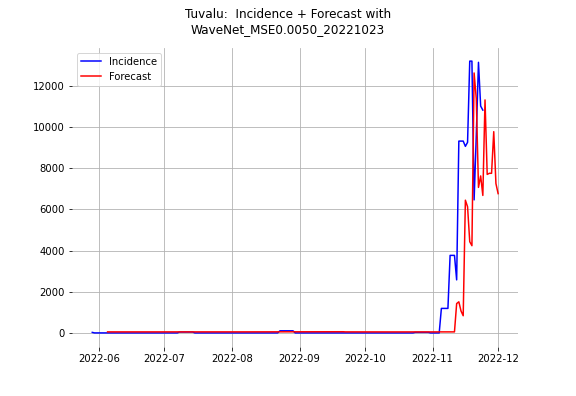 Tuvalu:  Incidence + Forecast with
WaveNet_MSE0.0050_20221023
Incidence
Forecast
12000
10000
8000
6000
4000
2000
0
2022-06 2022-07 2022-08 2022-09 2022-10 2022-11 2022-12